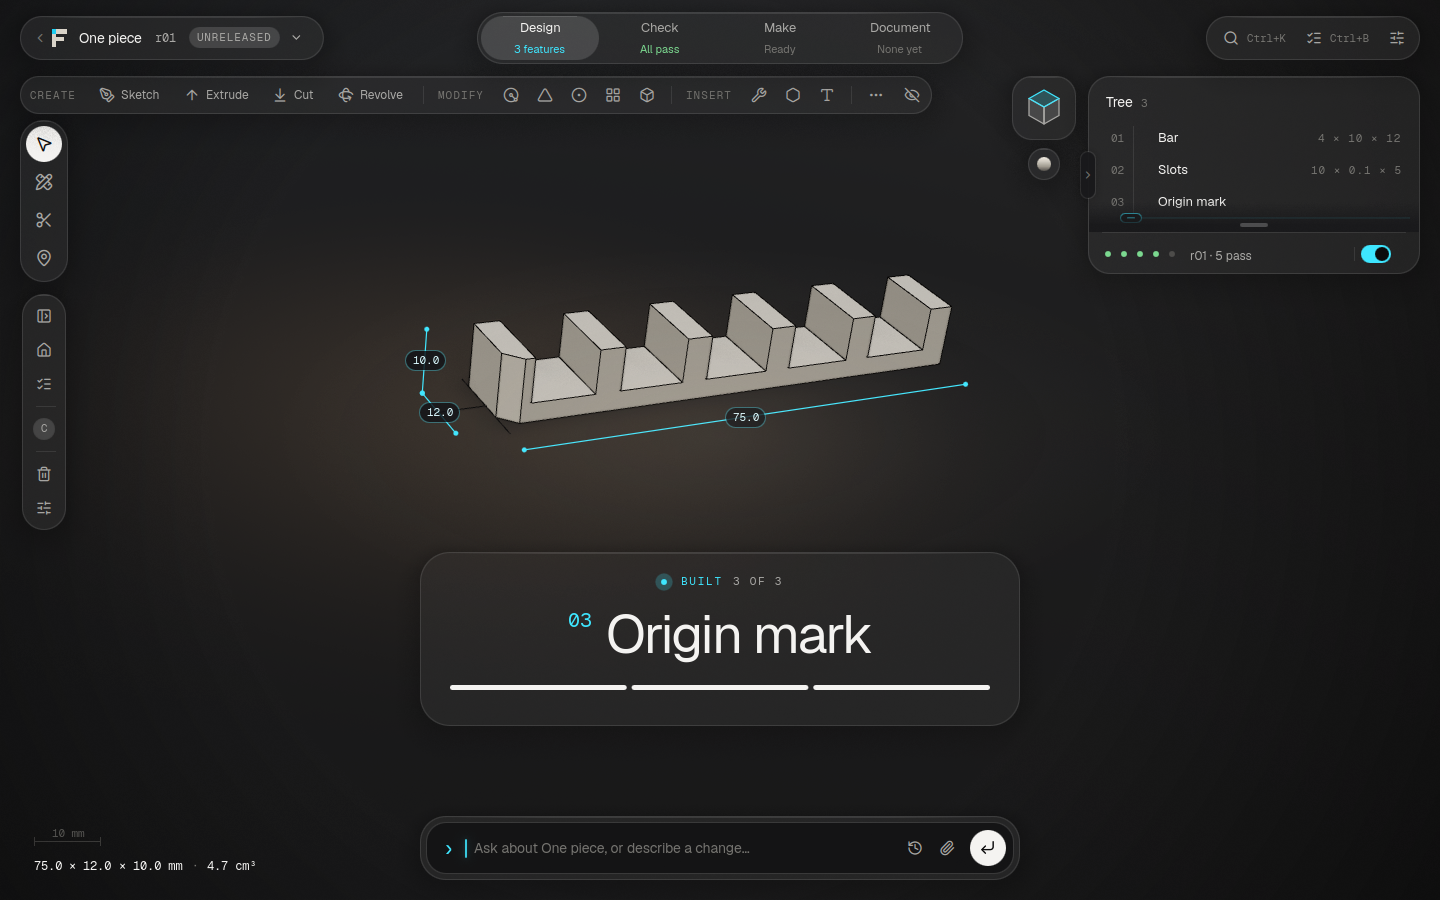 One piece r01 UNRELEASED
Design
3 features
Check
All pass
Make
Ready
Document
None yet
Ctrl+K
Ctrl+B
CREATE Sketch Extrude Cut Revolve MODIFY INSERT
Tree 3
01 Bar 4 × 10 × 12
02 Slots 10 × 0.1 × 5
03 Origin mark
r01 · 5 pass
C
10.0
12.0
75.0
BUILT 3 OF 3
03 Origin mark
Ask about One piece, or describe a change…
10 mm
75.0 × 12.0 × 10.0 mm · 4.7 cm³